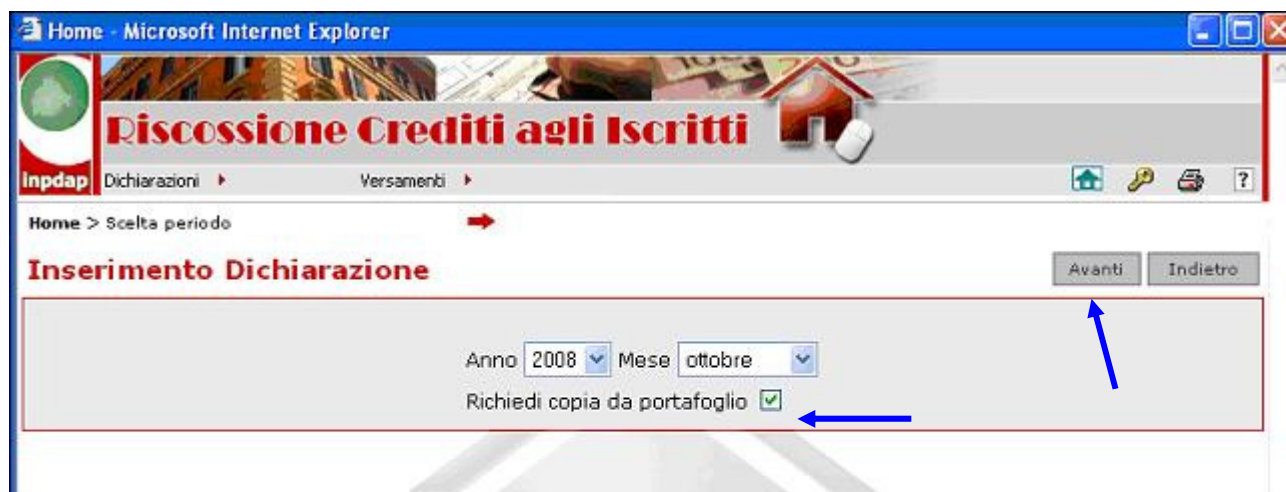 Home - Microsoft Internet Explorer
Riscossione Crediti agli Iscritti
inpdap Dichiarazioni Versamenti ?
Home > Scelta periodo
Inserimento Dichiarazione Avanti Indietro
Anno 2008 Mese ottobre
Richiedi copia da portafoglio